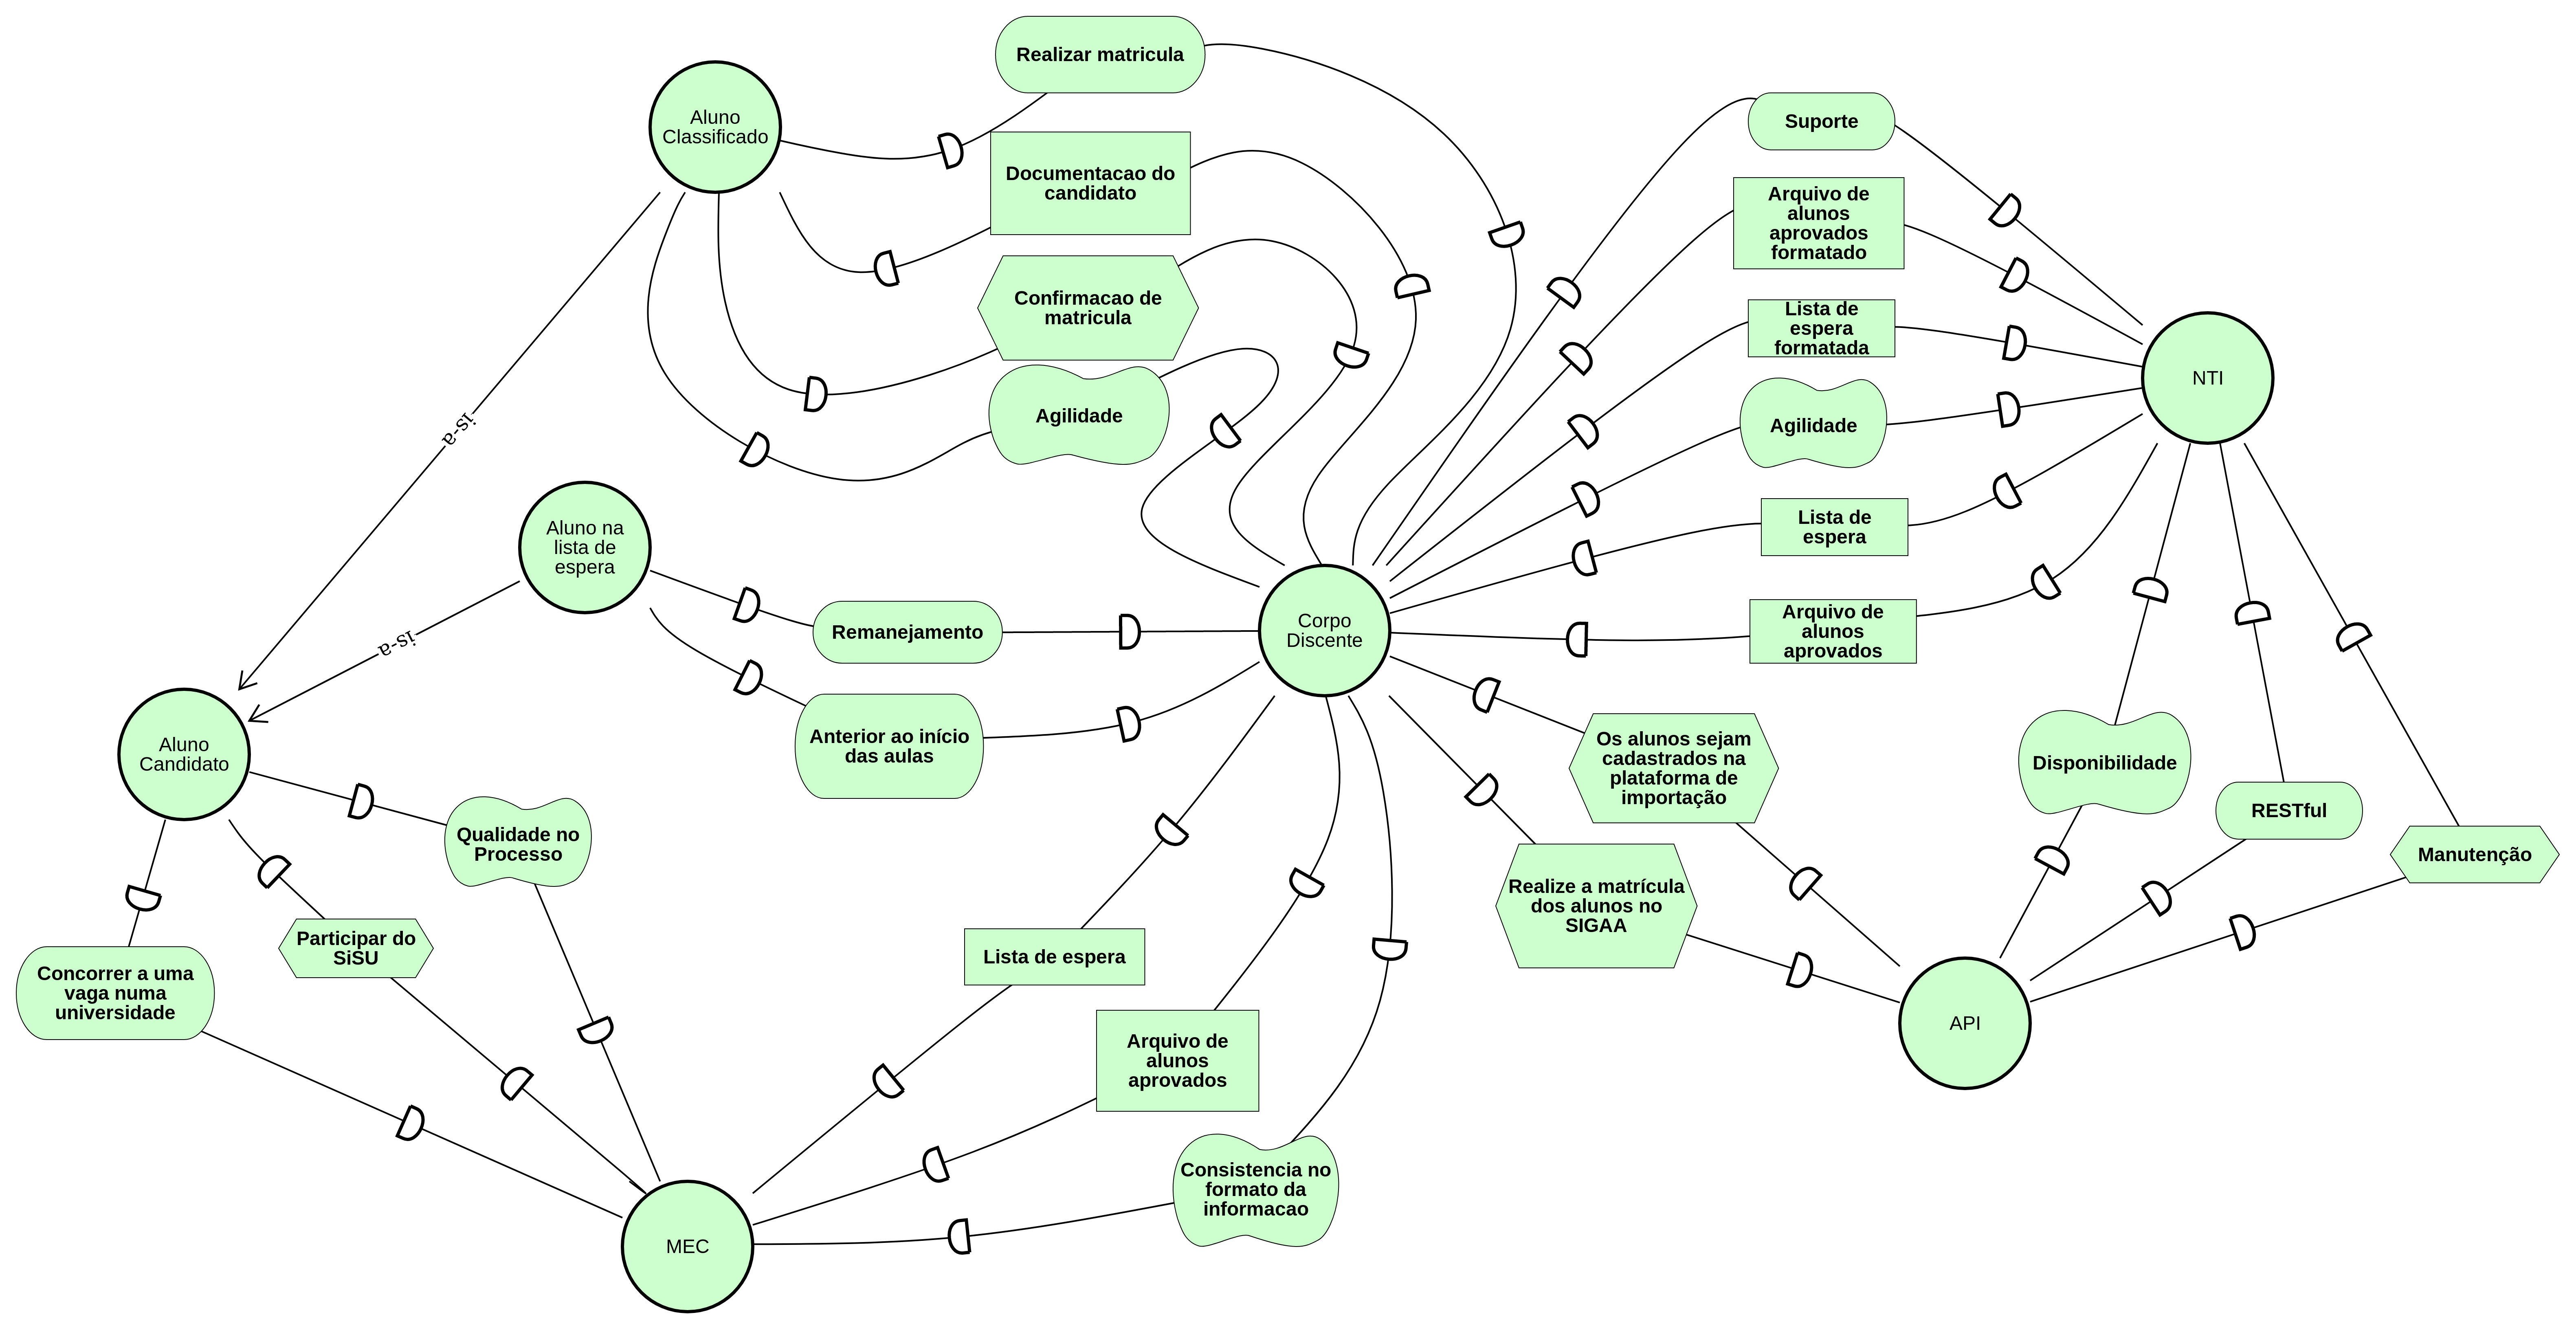 Realizar matricula
Aluno
Classificado
Documentacao do
candidato
Confirmacao de
matricula
Agilidade
Suporte
Arquivo de
alunos
aprovados
formatado
Lista de
espera
formatada
NTI
Agilidade
Lista de
espera
Arquivo de
alunos
aprovados
is-a
Aluno na
lista de
espera
is-a
Remanejamento
Corpo
Discente
Anterior ao início
das aulas
Aluno
Candidato
Qualidade no
Processo
Participar do
SiSU
Concorrer a uma
vaga numa
universidade
Os alunos sejam
cadastrados na
plataforma de
importação
Realize a matrícula
dos alunos no
SIGAA
Disponibilidade
RESTful
Manutenção
Lista de espera
Arquivo de
alunos
aprovados
API
Consistencia no
formato da
informacao
MEC